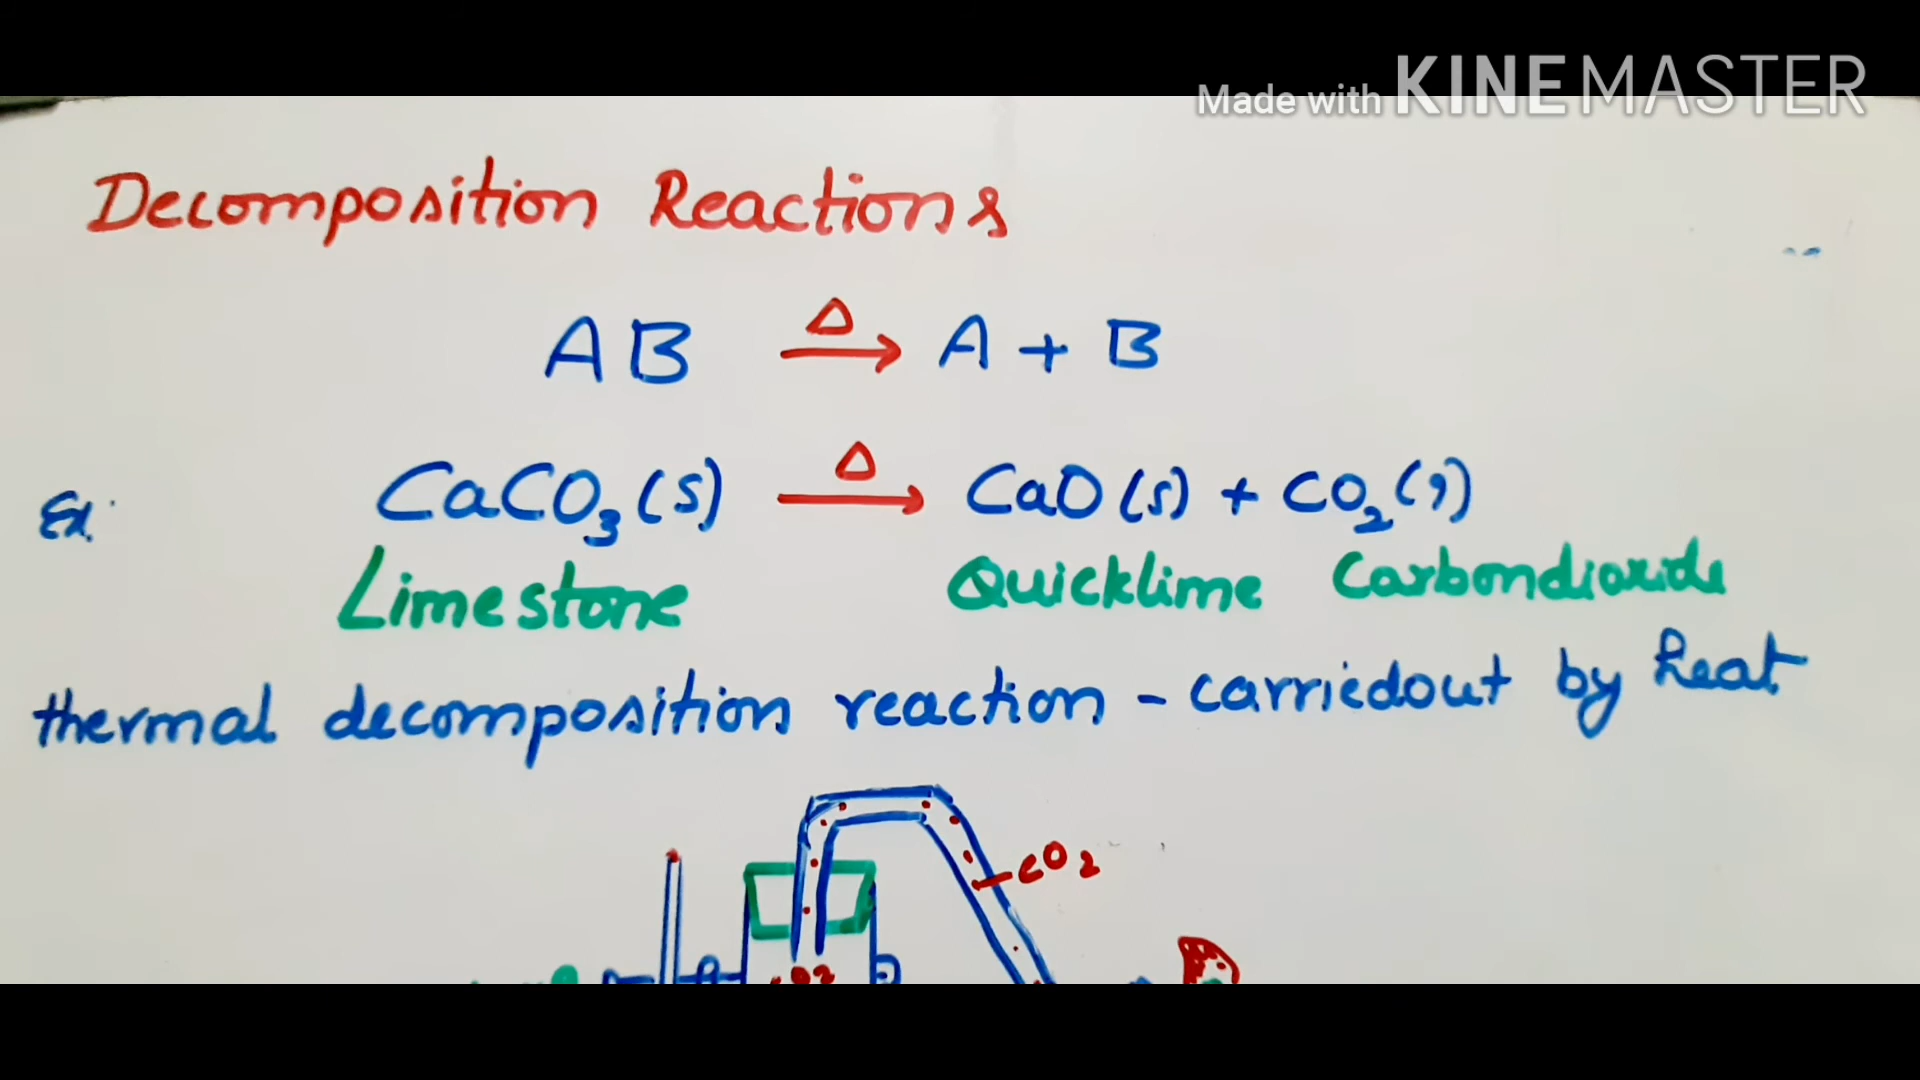 Made with KINEMASTER
Decomposition Reactions
AB Δ→ A + B
Ex. CaCO₃(s) Δ→ CaO(s) + CO₂(g)
Limestone Quicklime Carbondioxide
thermal decomposition reaction - carriedout by heat
CO₂
CO₂